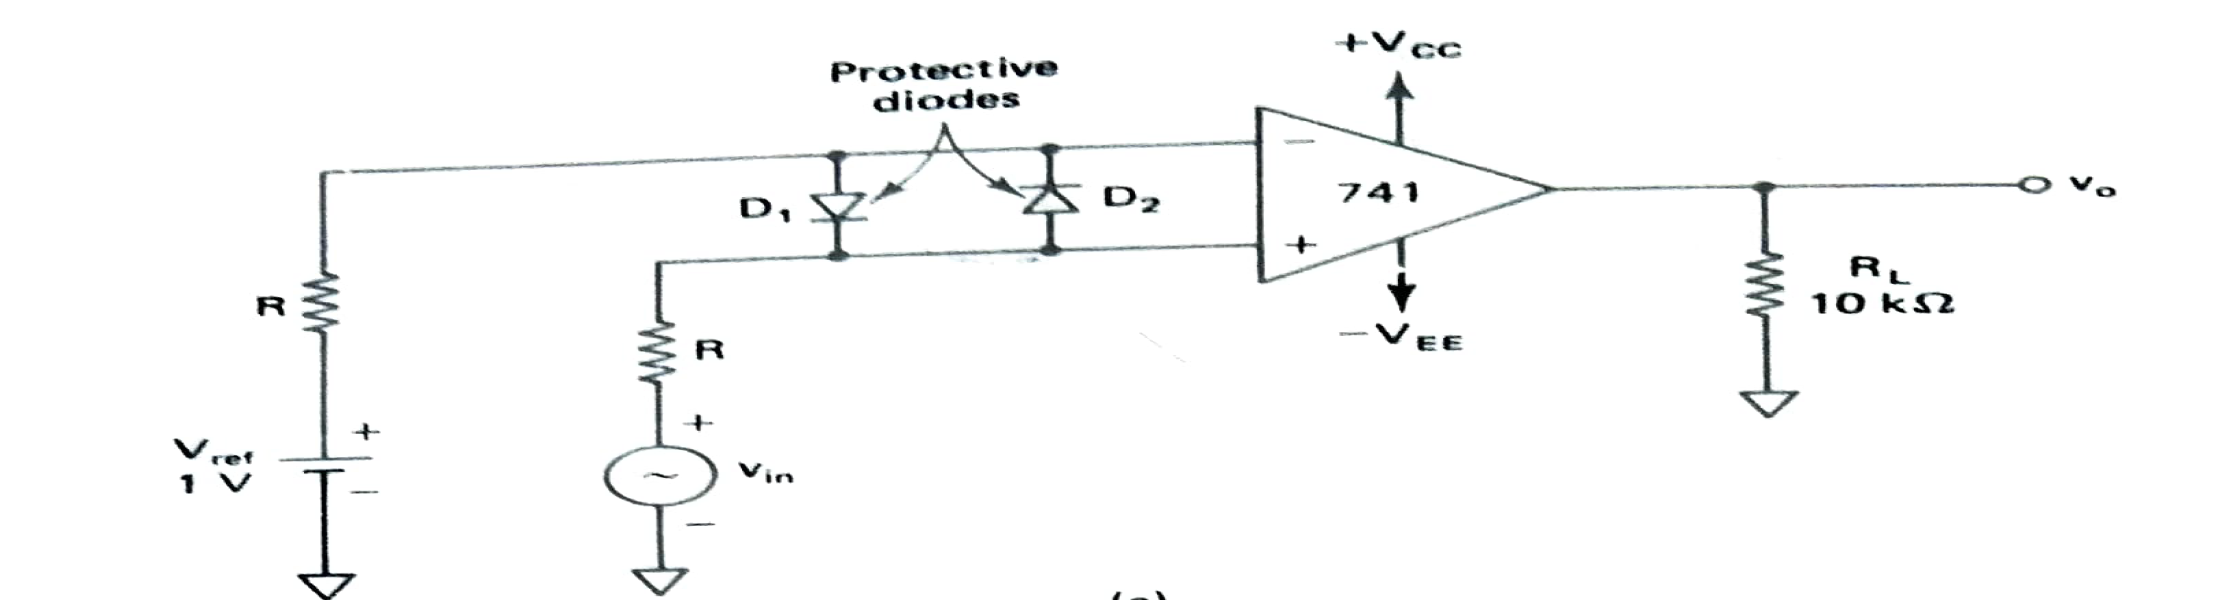 Protective
diodes
+VCC
D1
D2
−
741
+
vo
R
R
RL
10 kΩ
−VEE
+
Vref
1 V
−
+
~
vin
−